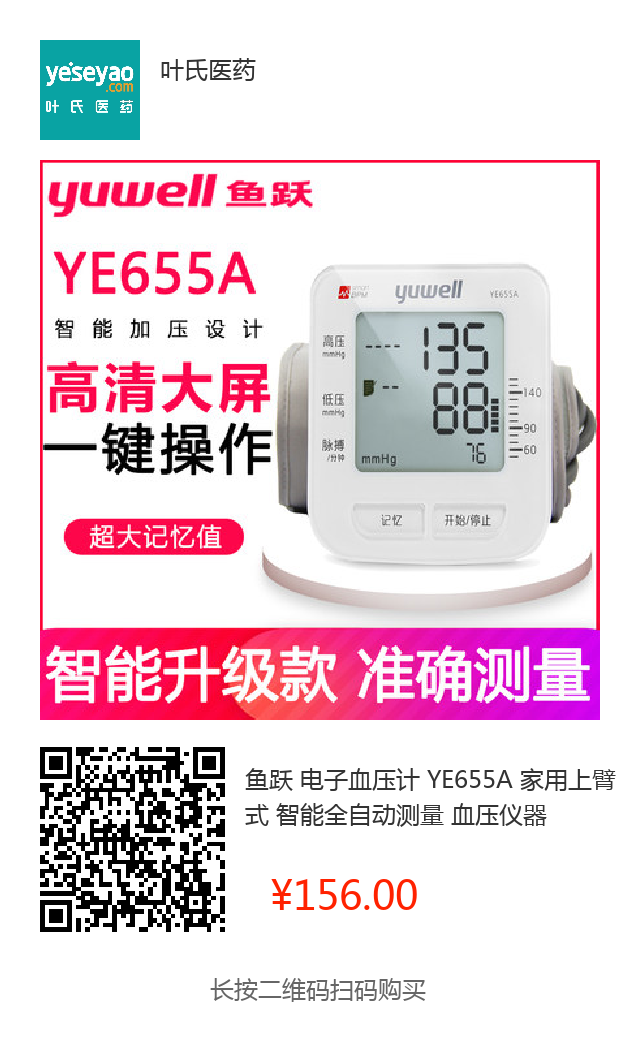 yeseyao
.com
叶氏医药
叶氏医药
yuwell 鱼跃
YE655A
智能加压设计
高清大屏
一键操作
超大记忆值
yuwell
YE655A
高压
mmHg
135
低压
mmHg
88
脉搏
/分钟
mmHg
76
140
90
60
记忆
开始/停止
智能升级款 准确测量
鱼跃 电子血压计 YE655A 家用上臂
式 智能全自动测量 血压仪器
¥156.00
长按二维码扫码购买